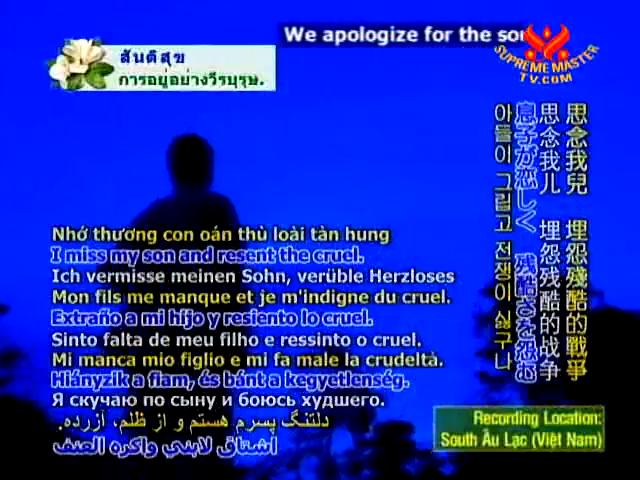 We apologize for the sou
SUPREME MASTER
TV.COM
สันติสุข
การอยู่อย่างวีรบุรุษ.
思念我兒 埋怨殘酷的戰爭
思念我儿 埋怨残酷的战争
息子が恋しく 残酷さを怨む
아들이 그립고 전쟁이 싫구나
Nhớ thương con oán thù loài tàn hung
I miss my son and resent the cruel.
Ich vermisse meinen Sohn, verüble Herzloses
Mon fils me manque et je m'indigne du cruel.
Extraño a mi hijo y resiento lo cruel.
Sinto falta de meu filho e ressinto o cruel.
Mi manca mio figlio e mi fa male la crudeltà.
Hiányzik a fiam, és bánt a kegyetlenség.
Я скучаю по сыну и боюсь худшего.
دلتنگ پسرم هستم و از ظلم، آزرده.
اشتاق لابني واكره العنف
Recording Location:
South Âu Lạc (Việt Nam)